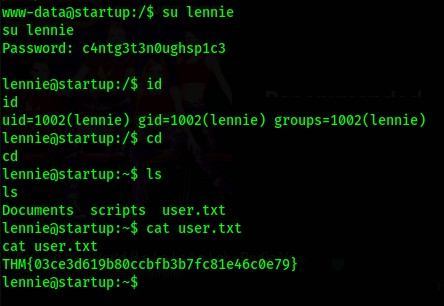 www-data@startup:/$ su lennie
su lennie
Password: c4ntg3t3n0ughsp1c3
lennie@startup:/$ id
id
uid=1002(lennie) gid=1002(lennie) groups=1002(lennie)
lennie@startup:/$ cd
cd
lennie@startup:~$ ls
ls
Documents  scripts  user.txt
lennie@startup:~$ cat user.txt
cat user.txt
THM{03ce3d619b80ccbfb3b7fc81e46c0e79}
lennie@startup:~$